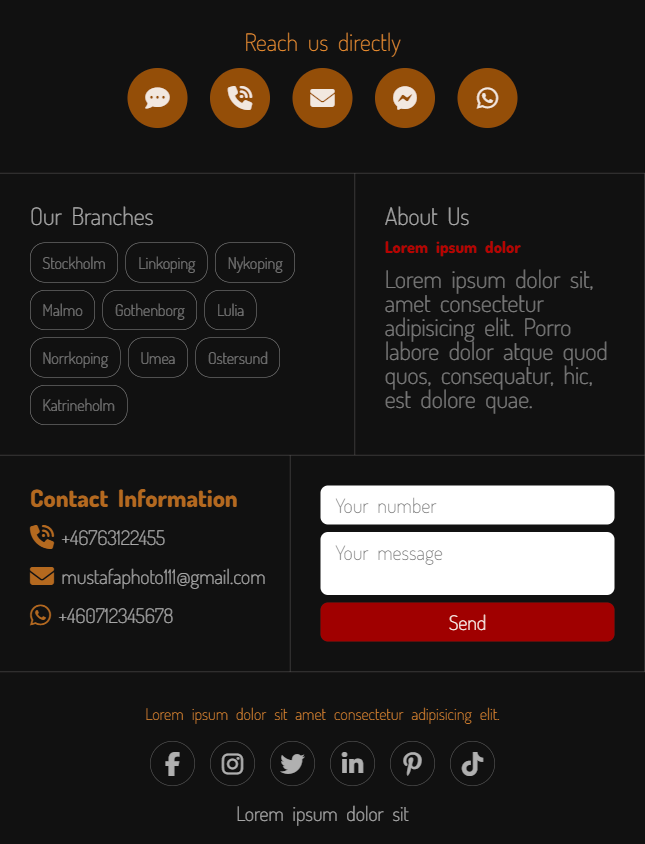 Reach us directly
Our Branches
Stockholm Linkoping Nykoping
Malmo Gothenborg Lulia
Norrkoping Umea Ostersund
Katrineholm
About Us
Lorem ipsum dolor
Lorem ipsum dolor sit,
amet consectetur
adipisicing elit. Porro
labore dolor atque quod
quos, consequatur, hic,
est dolore quae.
Contact Information
+46763122455
mustafaphoto111@gmail.com
+460712345678
Your number
Your message
Send
Lorem ipsum dolor sit amet consectetur adipisicing elit.
Lorem ipsum dolor sit